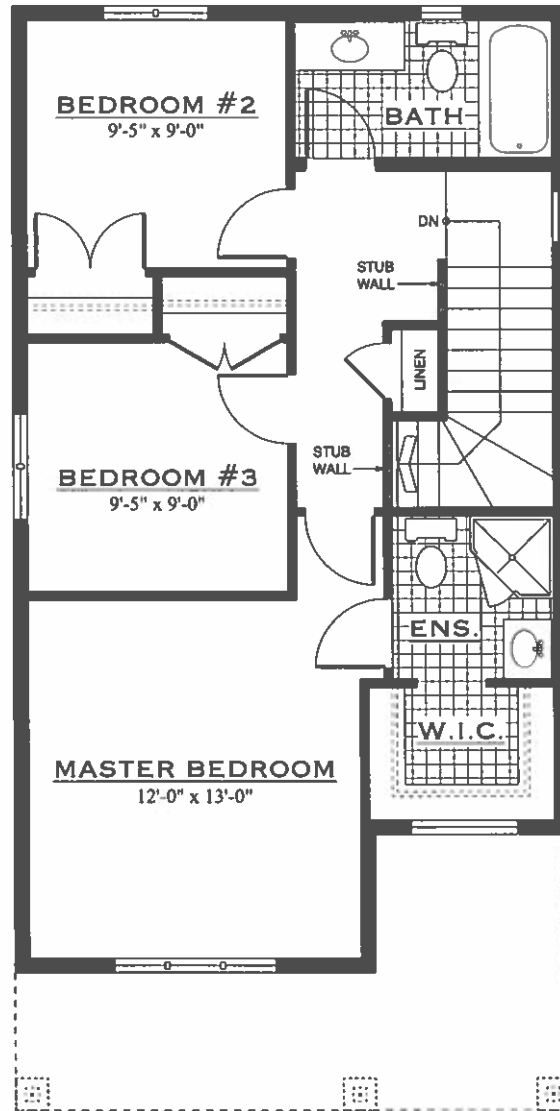 BEDROOM #2
9'-5" x 9'-0"
BATH
DN
STUB
WALL
LINEN
STUB
WALL
BEDROOM #3
9'-5" x 9'-0"
ENS.
W.I.C.
MASTER BEDROOM
12'-0" x 13'-0"